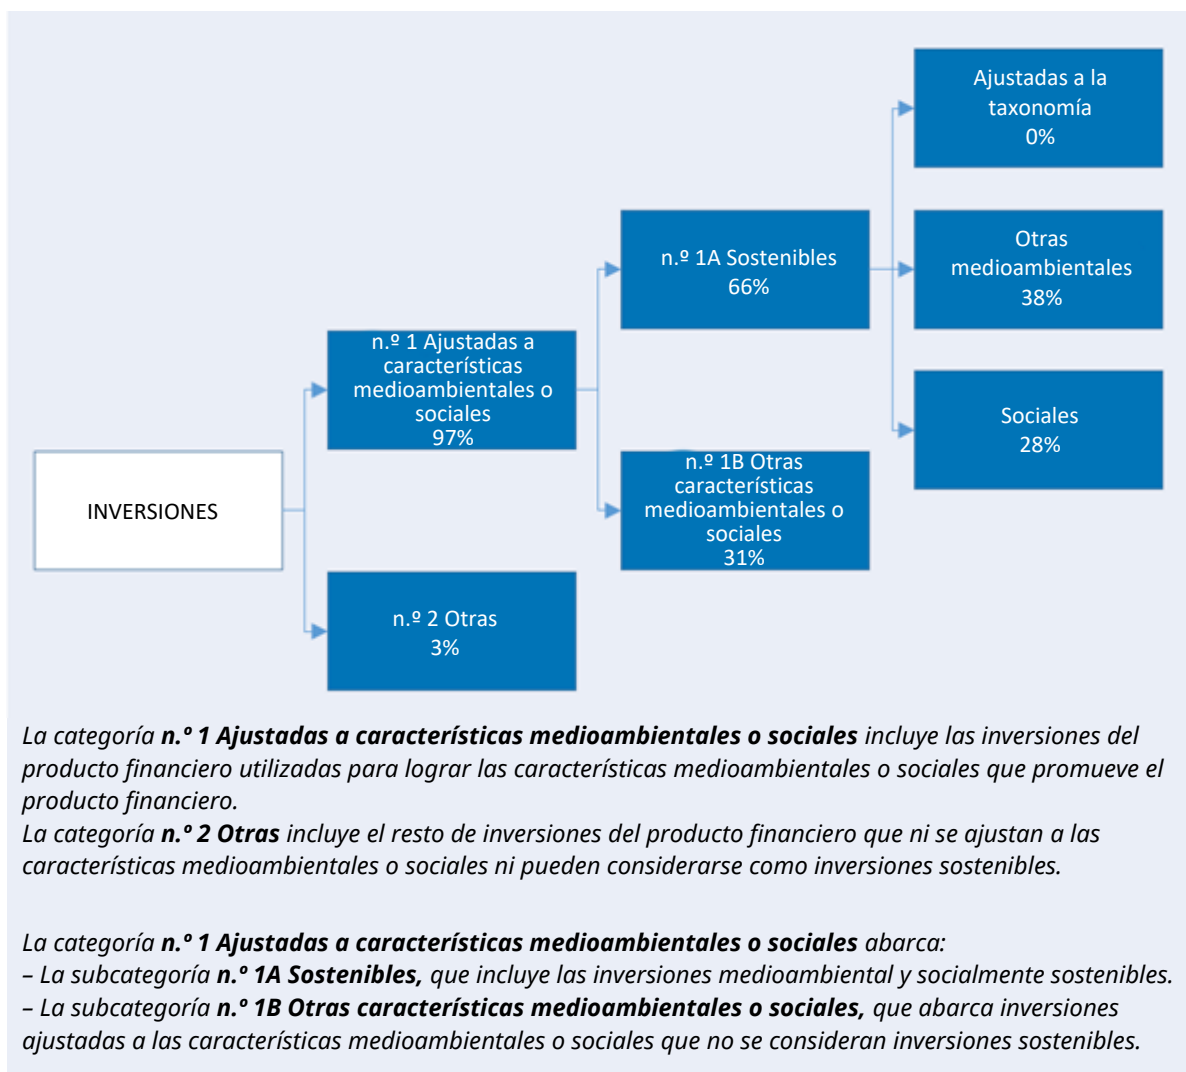 Ajustadas a la
taxonomía
0%
n.º 1A Sostenibles
66%
Otras
medioambientales
38%
n.º 1 Ajustadas a
características
medioambientales o
sociales
97%
Sociales
28%
INVERSIONES
n.º 1B Otras
características
medioambientales o
sociales
31%
n.º 2 Otras
3%
La categoría n.º 1 Ajustadas a características medioambientales o sociales incluye las inversiones del
producto financiero utilizadas para lograr las características medioambientales o sociales que promueve el
producto financiero.
La categoría n.º 2 Otras incluye el resto de inversiones del producto financiero que ni se ajustan a las
características medioambientales o sociales ni pueden considerarse como inversiones sostenibles.
La categoría n.º 1 Ajustadas a características medioambientales o sociales abarca:
– La subcategoría n.º 1A Sostenibles, que incluye las inversiones medioambiental y socialmente sostenibles.
– La subcategoría n.º 1B Otras características medioambientales o sociales, que abarca inversiones
ajustadas a las características medioambientales o sociales que no se consideran inversiones sostenibles.